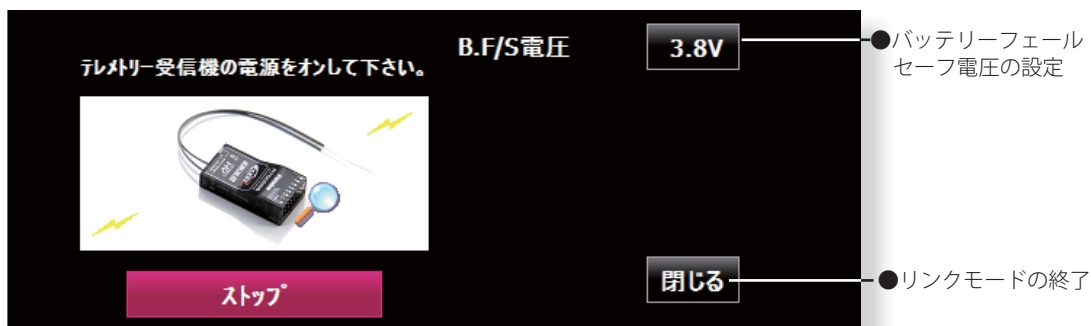 B.F/S電圧
3.8V
●バッテリーフェール
セーフ電圧の設定
ﾃﾚﾒﾄﾘｰ受信機の電源をオンして下さい。
ｽﾄｯﾌﾟ
閉じる
●リンクモードの終了